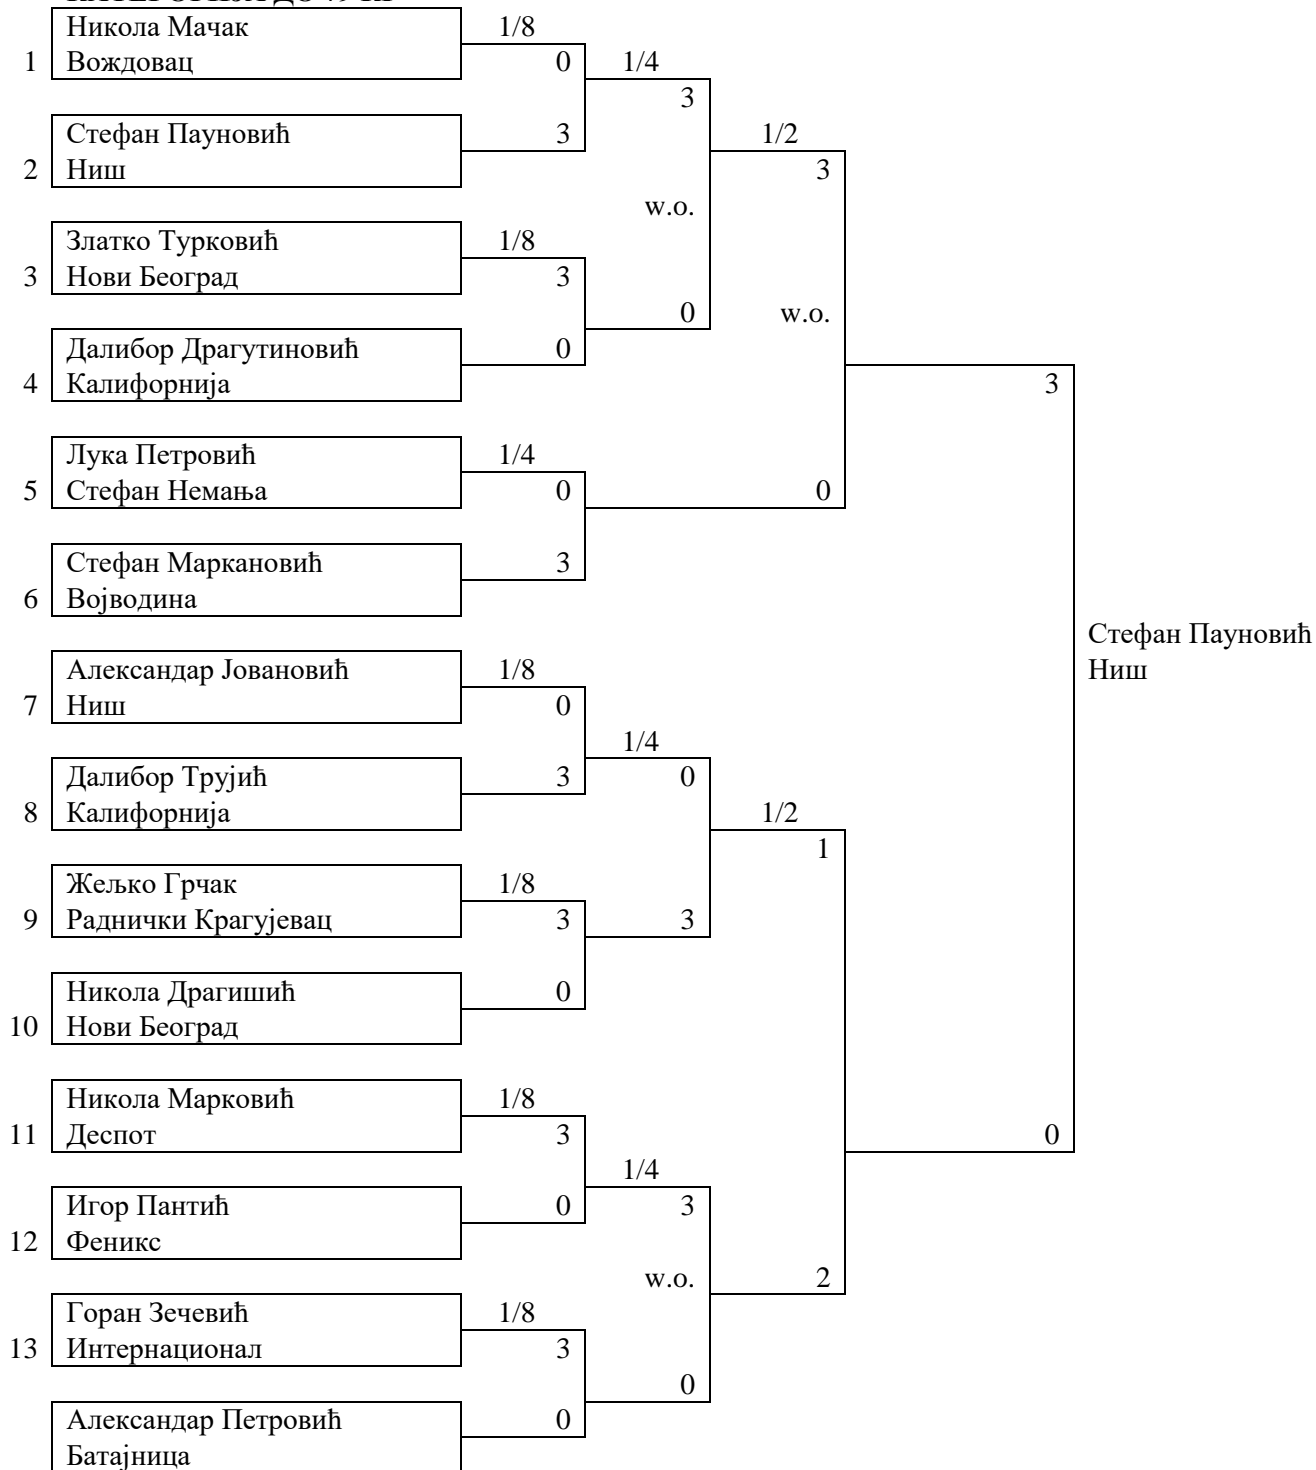 Никола Мачак 1/8
1 Вождовац 0 1/4
3
Стефан Пауновић 3 1/2
2 Ниш 3
w.o.
Златко Турковић 1/8
3 Нови Београд 3
0 w.o.
Далибор Драгутиновић 0
4 Калифорнија 3
Лука Петровић 1/4
5 Стефан Немања 0 0
Стефан Маркановић 3
6 Војводина
Стефан Пауновић
Александар Јовановић 1/8 Ниш
7 Ниш 0
1/4
Далибор Трујић 3 0
8 Калифорнија 1/2
1
Жељко Грчак 1/8
9 Раднички Крагујевац 3 3
Никола Драгишић 0
10 Нови Београд
Никола Марковић 1/8
11 Деспот 3 0
1/4
Игор Пантић 0 3
12 Феникс
w.o. 2
Горан Зечевић 1/8
13 Интернационал 3
0
Александар Петровић 0
Батајница